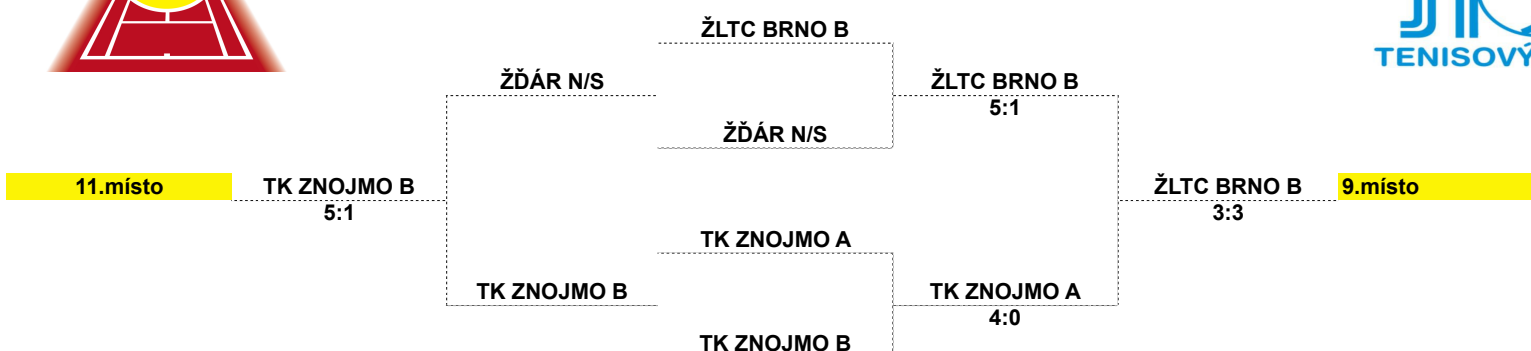 ŽLTC BRNO B
TENISOVÝ
ŽĎÁR N/S
ŽLTC BRNO B
5:1
ŽĎÁR N/S
11.místo
TK ZNOJMO B
ŽLTC BRNO B
9.místo
5:1
3:3
TK ZNOJMO A
TK ZNOJMO B
TK ZNOJMO A
4:0
TK ZNOJMO B